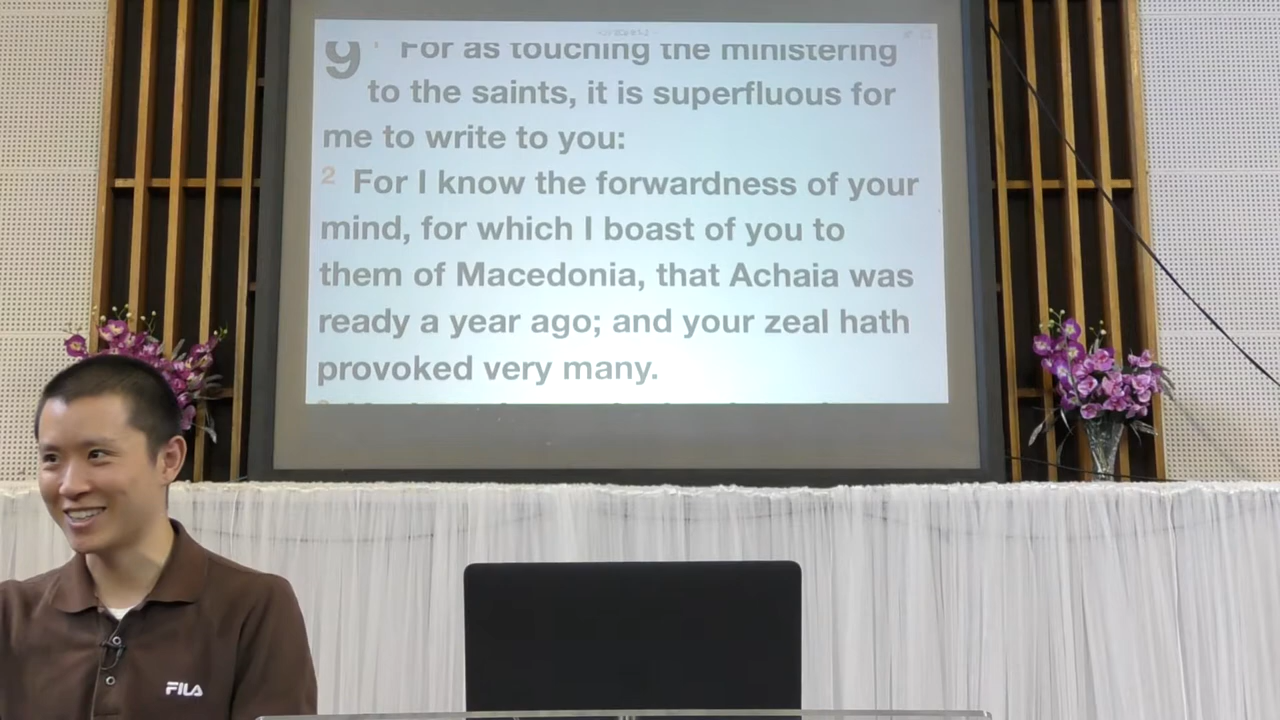 9 For as touching the ministering
to the saints, it is superfluous for
me to write to you:
2 For I know the forwardness of your
mind, for which I boast of you to
them of Macedonia, that Achaia was
ready a year ago; and your zeal hath
provoked very many.
FILA